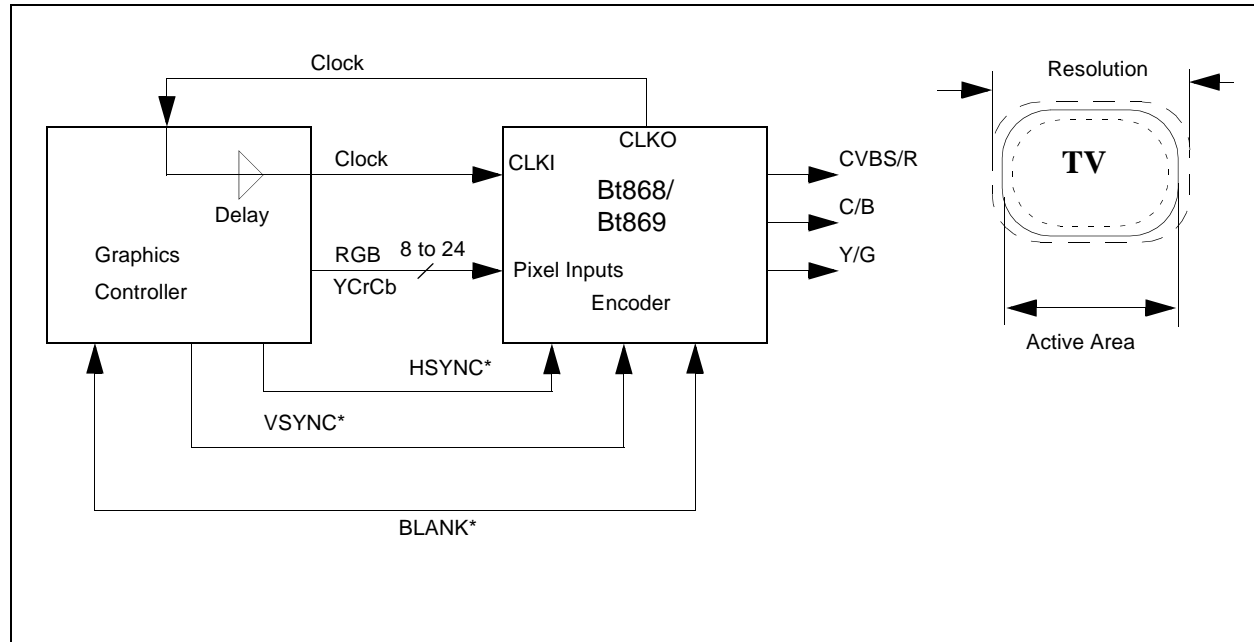 Clock
Resolution
CLKO
Clock
CLKI
CVBS/R
TV
Bt868/
Bt869
Delay
C/B
RGB
8 to 24
Y/G
Graphics
Controller
YCrCb
Pixel Inputs
Encoder
Active Area
HSYNC*
VSYNC*
BLANK*